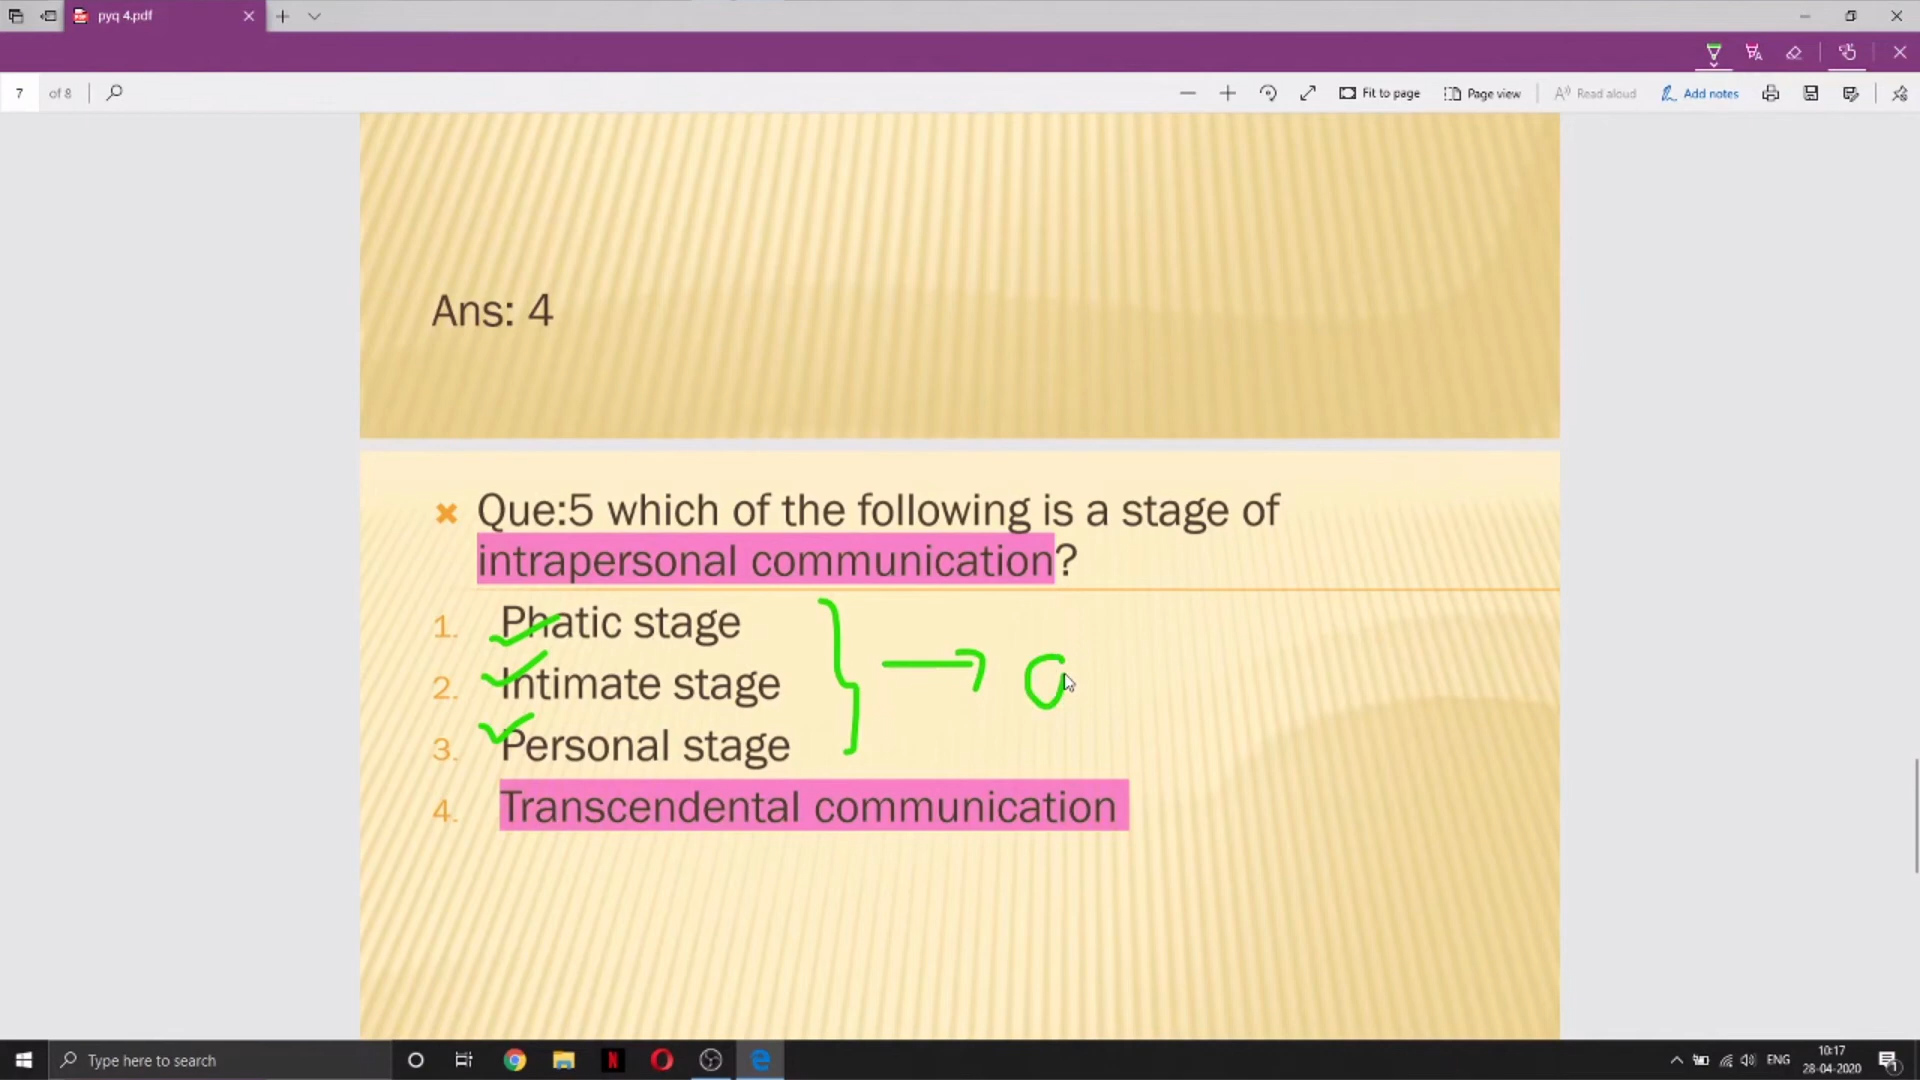 pyq 4.pdf
7 of 8
Fit to page
Page view
Read aloud
Add notes
Ans: 4
Que:5 which of the following is a stage of
intrapersonal communication?
1. Phatic stage
2. Intimate stage
3. Personal stage
4. Transcendental communication
Type here to search
ENG
10:17
28-04-2020